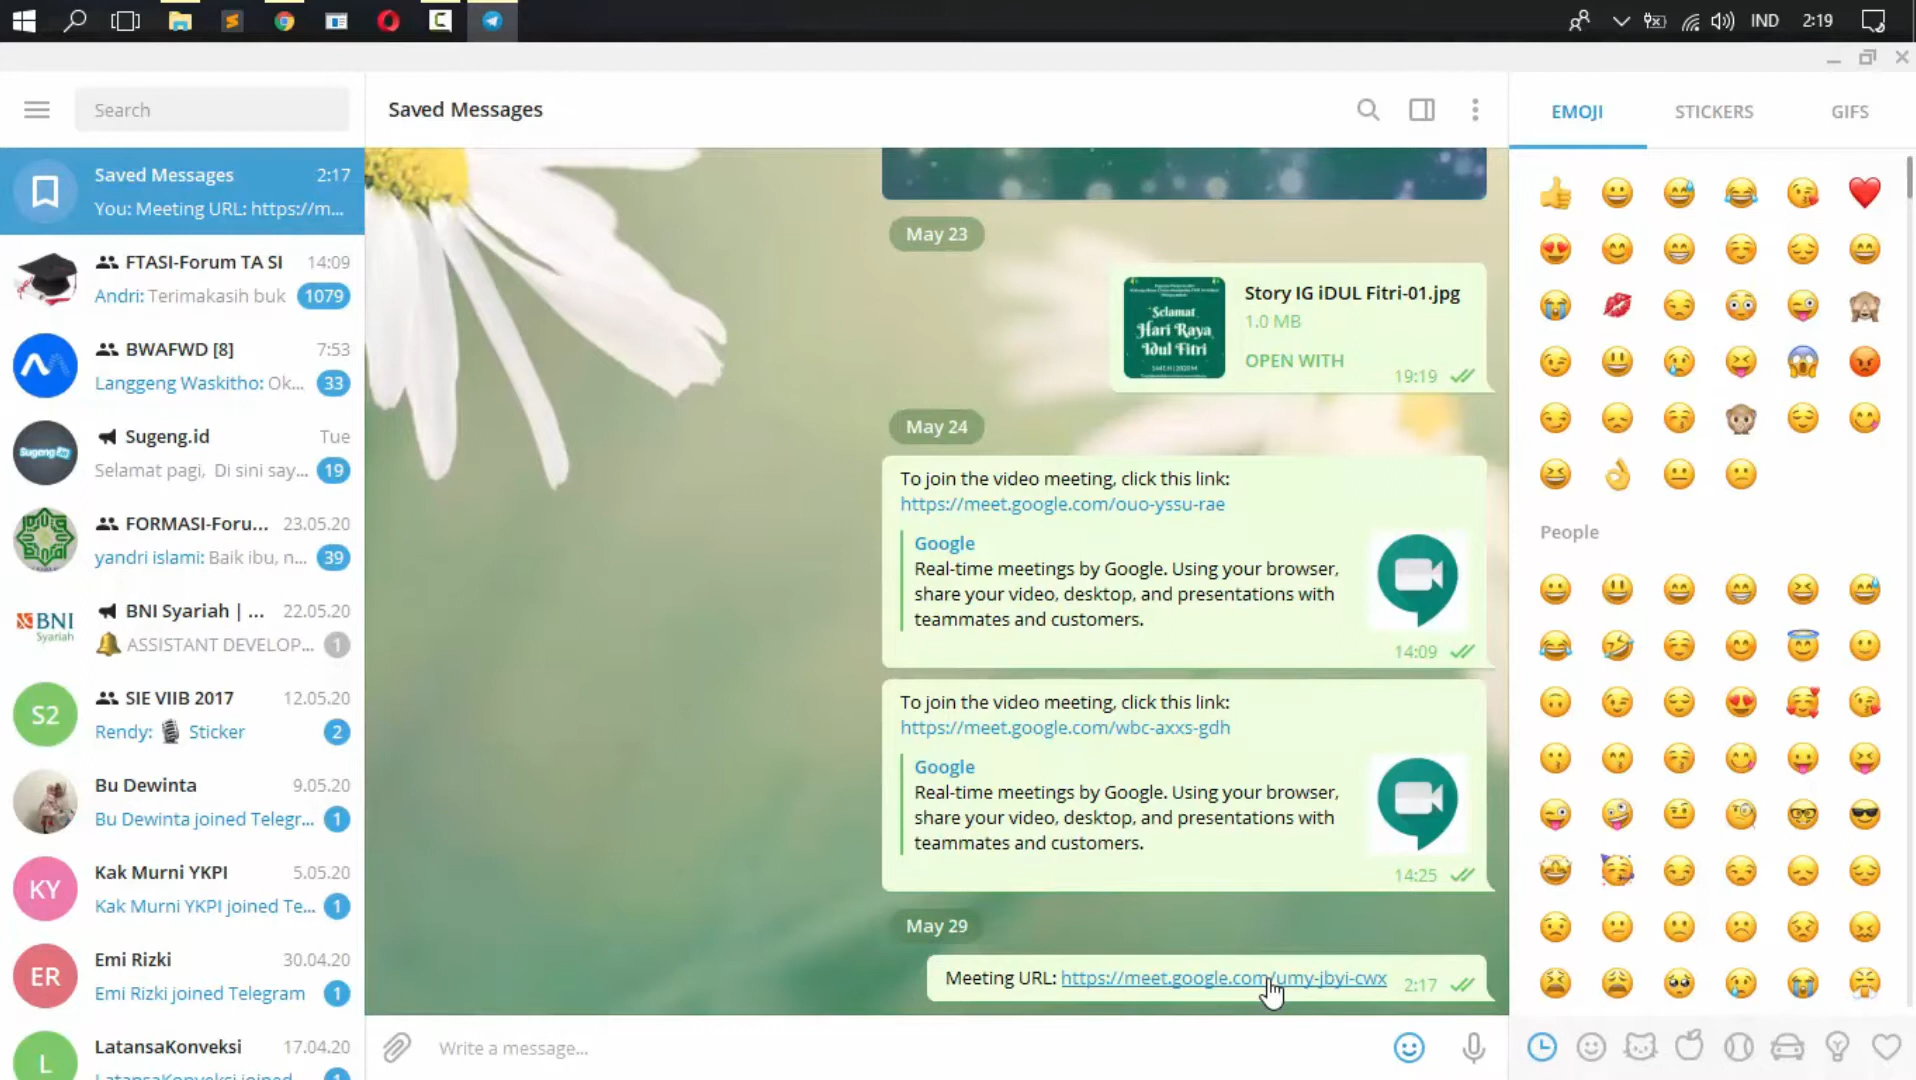 IND
2:19
Search
Saved Messages 2:17
You: Meeting URL: https://m...
FTASI-Forum TA SI 14:09
Andri: Terimakasih buk 1079
BWAFWD [8] 7:53
Langgeng Waskitho: Ok... 33
Sugeng.id Tue
Selamat pagi, Di sini say... 19
FORMASI-Foru... 23.05.20
yandri islami: Baik ibu, n... 39
BNI Syariah
BNI Syariah | ... 22.05.20
ASSISTANT DEVELOP... 1
S2
SIE VIIB 2017 12.05.20
Rendy: Sticker 2
Bu Dewinta 9.05.20
Bu Dewinta joined Telegr... 1
KY
Kak Murni YKPI 5.05.20
Kak Murni YKPI joined Te... 1
ER
Emi Rizki 30.04.20
Emi Rizki joined Telegram 1
L
LatansaKonveksi 17.04.20
LatansaKonveksi joined
Saved Messages
May 23
Selamat
Hari Raya
Idul Fitri
Story IG iDUL Fitri-01.jpg
1.0 MB
OPEN WITH
19:19
May 24
To join the video meeting, click this link:
https://meet.google.com/ouo-yssu-rae
Google
Real-time meetings by Google. Using your browser,
share your video, desktop, and presentations with
teammates and customers.
14:09
To join the video meeting, click this link:
https://meet.google.com/wbc-axxs-gdh
Google
Real-time meetings by Google. Using your browser,
share your video, desktop, and presentations with
teammates and customers.
14:25
May 29
Meeting URL: https://meet.google.com/umy-jbyi-cwx 2:17
Write a message...
EMOJI
STICKERS
GIFS
People